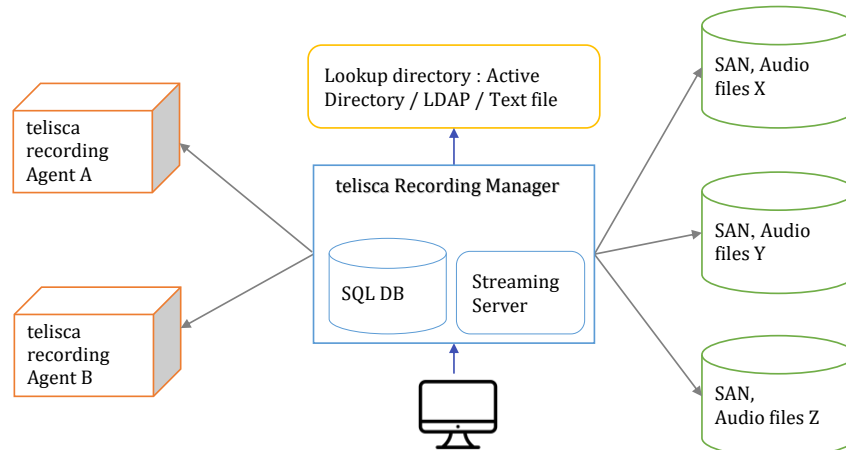 Lookup directory : Active
Directory / LDAP / Text file
telisca
recording
Agent A
telisca
recording
Agent B
telisca Recording Manager
SQL DB
Streaming
Server
SAN, Audio
files X
SAN, Audio
files Y
SAN,
Audio files Z